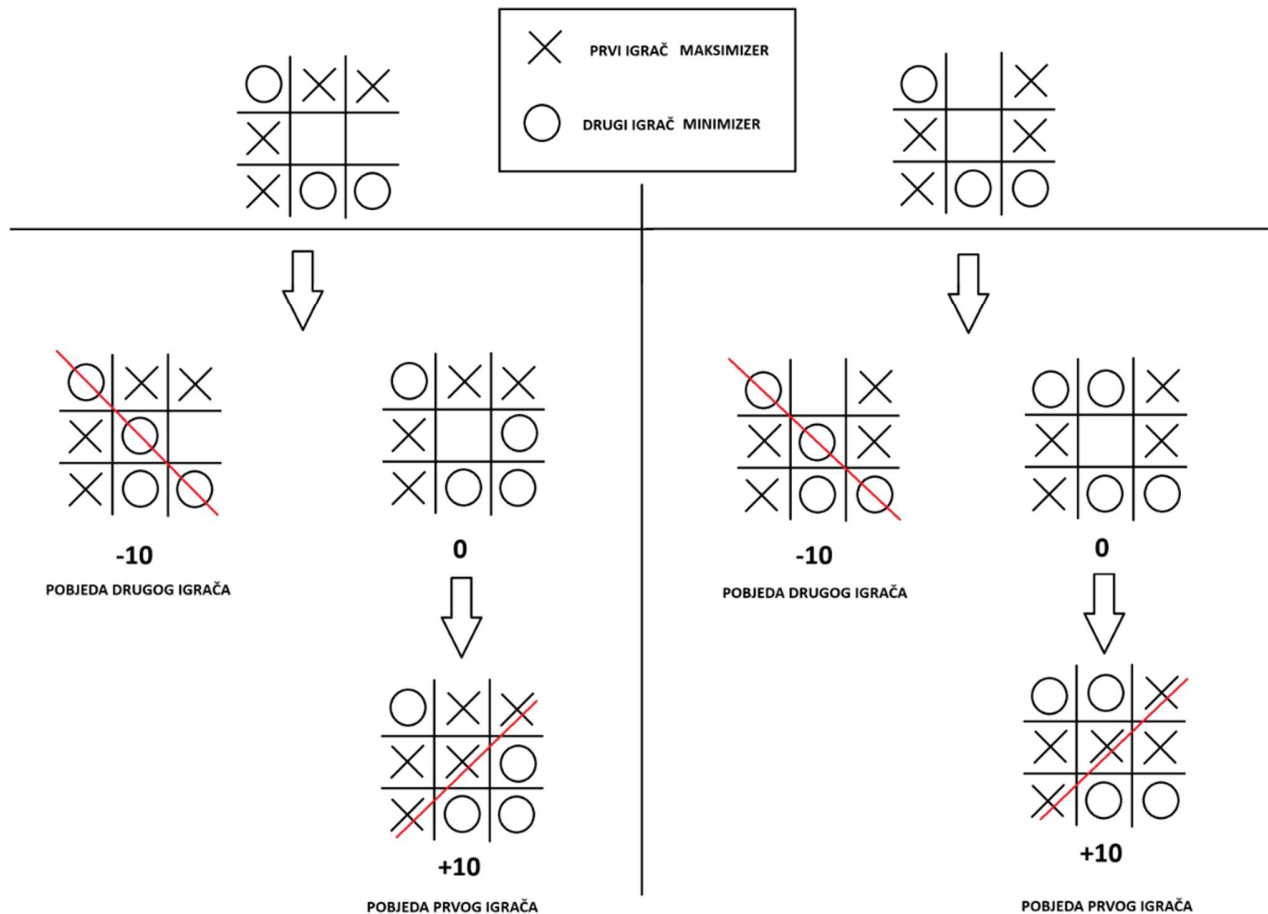 PRVI IGRAČ MAKSIMIZER
DRUGI IGRAČ MINIMIZER
-10
POBJEDA DRUGOG IGRAČA
0
+10
POBJEDA PRVOG IGRAČA
-10
POBJEDA DRUGOG IGRAČA
0
+10
POBJEDA PRVOG IGRAČA